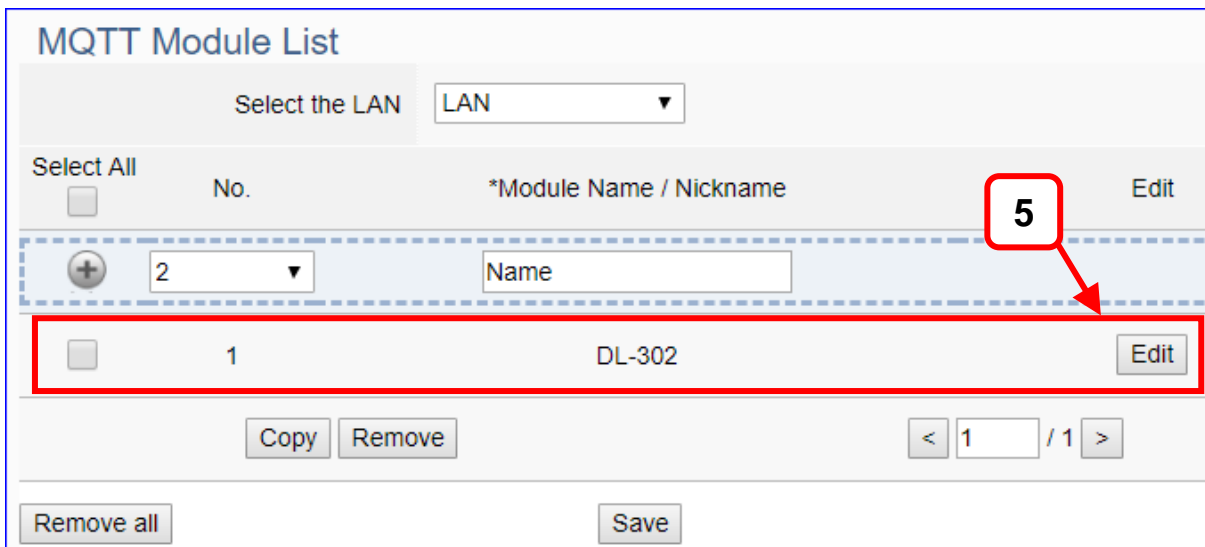 MQTT Module List
Select the LAN LAN
Select All
No. *Module Name / Nickname Edit
5
2 Name
1 DL-302 Edit
Copy Remove < 1 / 1 >
Remove all Save